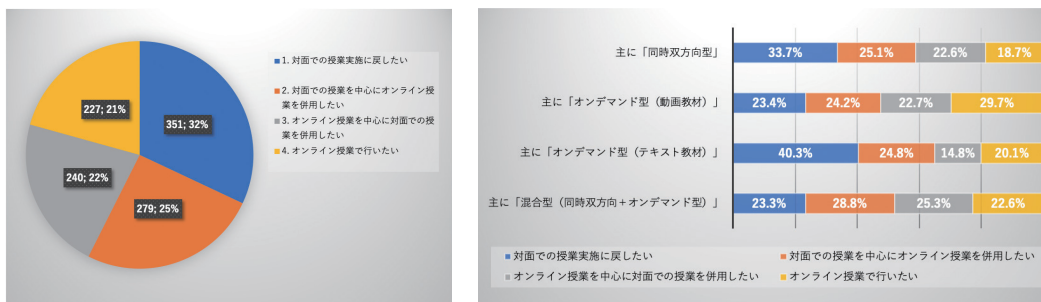 351; 32%
279; 25%
240; 22%
227; 21%
1. 対面での授業実施に戻したい
2. 対面での授業を中心にオンライン授
業を併用したい
3. オンライン授業を中心に対面での授
業を併用したい
4. オンライン授業で行いたい
主に「同時双方向型」 33.7% 25.1% 22.6% 18.7%
主に「オンデマンド型（動画教材）」 23.4% 24.2% 22.7% 29.7%
主に「オンデマンド型（テキスト教材）」 40.3% 24.8% 14.8% 20.1%
主に「混合型（同時双方向＋オンデマンド型）」 23.3% 28.8% 25.3% 22.6%
対面での授業実施に戻したい 対面での授業を中心にオンライン授業を併用したい
オンライン授業を中心に対面での授業を併用したい オンライン授業で行いたい